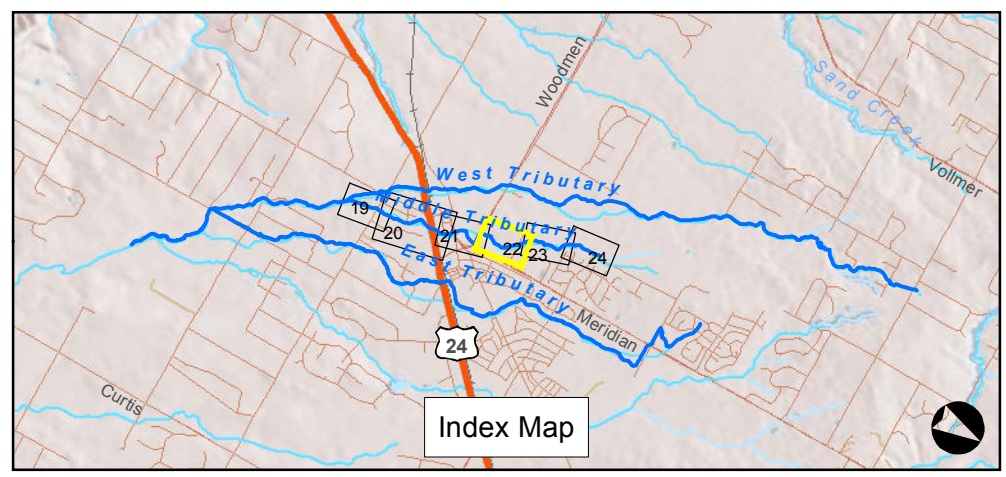 Woodmen
Sand Creek
Vollmer
West Tributary
Middle Tributary
19
20
21
22
23
24
East Tributary
Meridian
24
Curtis
Index Map